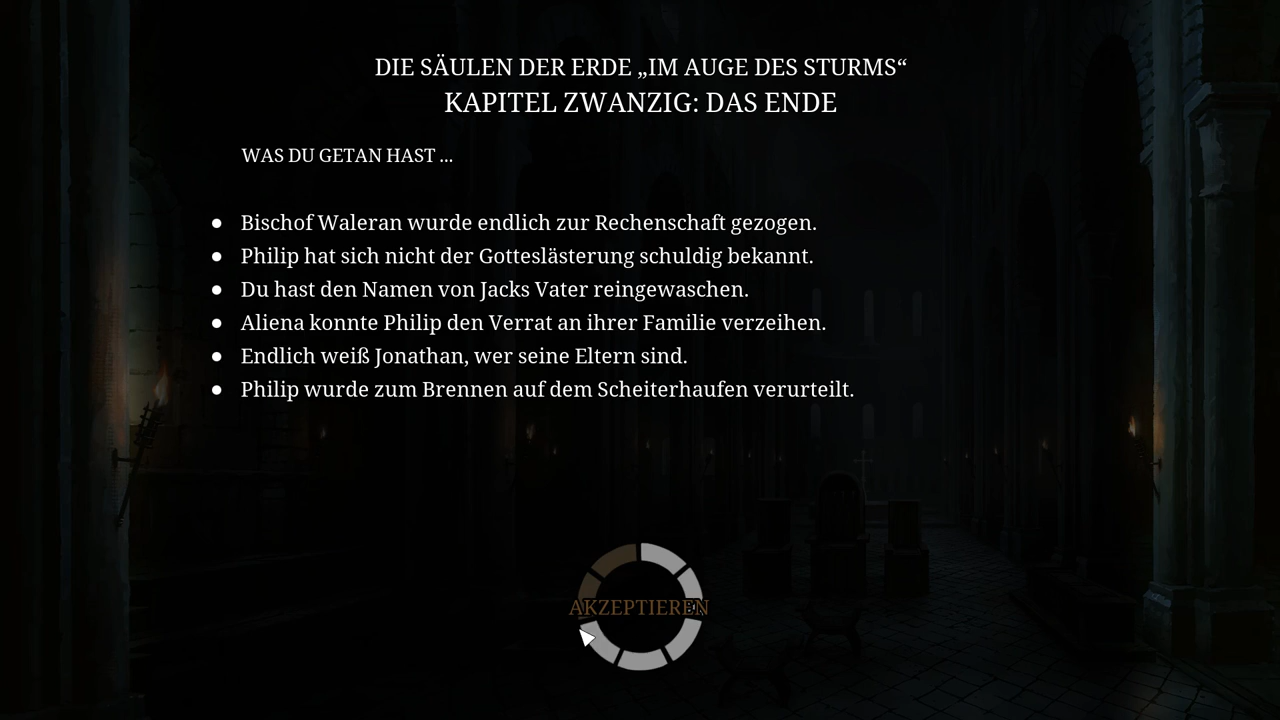 DIE SÄULEN DER ERDE „IM AUGE DES STURMS“
KAPITEL ZWANZIG: DAS ENDE
WAS DU GETAN HAST ...
● Bischof Waleran wurde endlich zur Rechenschaft gezogen.
● Philip hat sich nicht der Gotteslästerung schuldig bekannt.
● Du hast den Namen von Jacks Vater reingewaschen.
● Aliena konnte Philip den Verrat an ihrer Familie verzeihen.
● Endlich weiß Jonathan, wer seine Eltern sind.
● Philip wurde zum Brennen auf dem Scheiterhaufen verurteilt.
AKZEPTIEREN